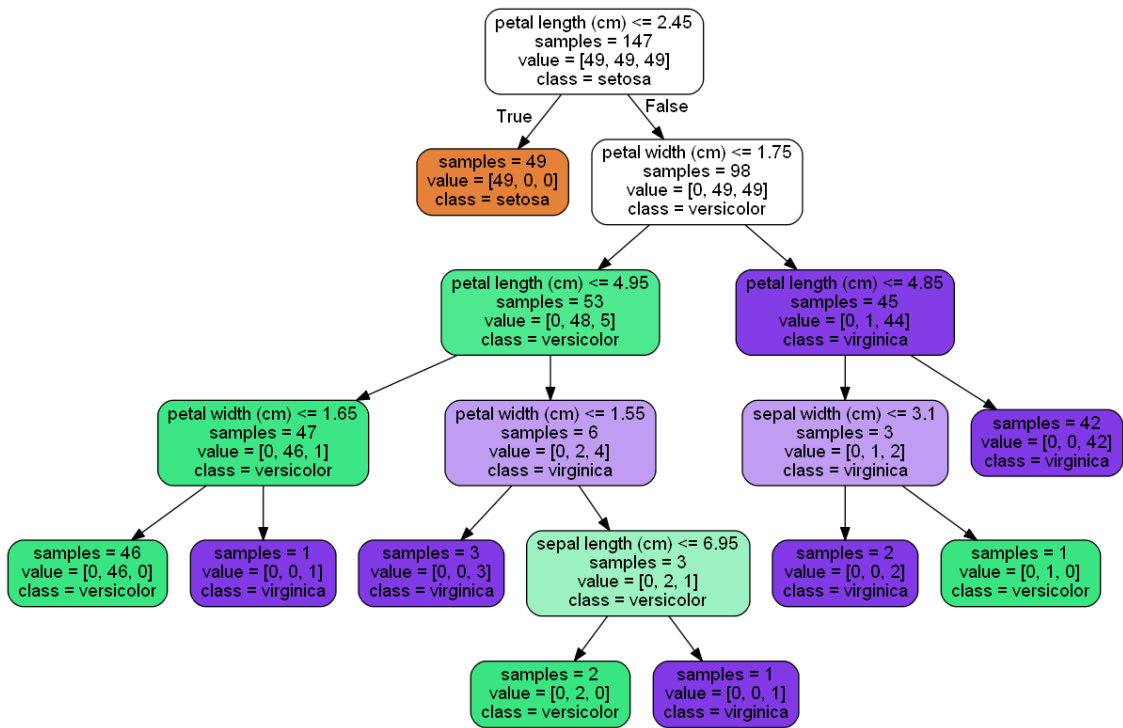 petal length (cm) <= 2.45
samples = 147
value = [49, 49, 49]
class = setosa
True
False
samples = 49
value = [49, 0, 0]
class = setosa
petal width (cm) <= 1.75
samples = 98
value = [0, 49, 49]
class = versicolor
petal length (cm) <= 4.95
samples = 53
value = [0, 48, 5]
class = versicolor
petal length (cm) <= 4.85
samples = 45
value = [0, 1, 44]
class = virginica
petal width (cm) <= 1.65
samples = 47
value = [0, 46, 1]
class = versicolor
petal width (cm) <= 1.55
samples = 6
value = [0, 2, 4]
class = virginica
sepal width (cm) <= 3.1
samples = 3
value = [0, 1, 2]
class = virginica
samples = 42
value = [0, 0, 42]
class = virginica
samples = 46
value = [0, 46, 0]
class = versicolor
samples = 1
value = [0, 0, 1]
class = virginica
samples = 3
value = [0, 0, 3]
class = virginica
sepal length (cm) <= 6.95
samples = 3
value = [0, 2, 1]
class = versicolor
samples = 2
value = [0, 0, 2]
class = virginica
samples = 1
value = [0, 1, 0]
class = versicolor
samples = 2
value = [0, 2, 0]
class = versicolor
samples = 1
value = [0, 0, 1]
class = virginica